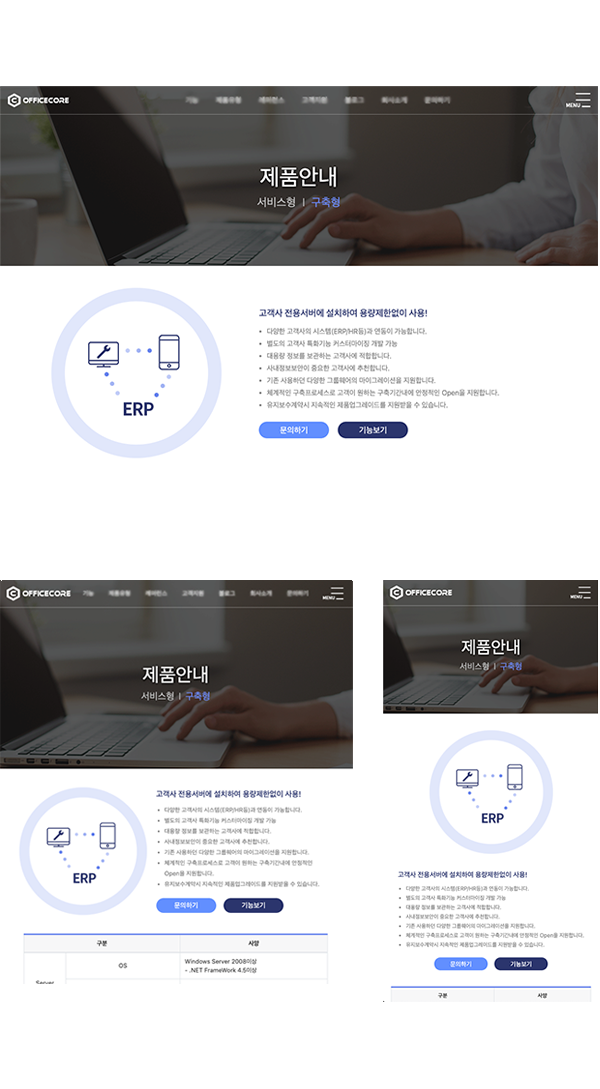 OFFICECORE
기능 제품유형 레퍼런스 고객지원 블로그 회사소개 문의하기
MENU
제품안내
서비스형 | 구축형
ERP
고객사 전용서버에 설치하여 용량제한없이 사용!
• 다양한 고객사의 시스템(ERP/HR등)과 연동이 가능합니다.
• 별도의 고객사 특화기능 커스터마이징 개발 가능
• 대용량 정보를 보관하는 고객사에 적합합니다.
• 사내정보보안이 중요한 고객사에 추천합니다.
• 기존 사용하던 다양한 그룹웨어의 마이그레이션을 지원합니다.
• 체계적인 구축프로세스로 고객이 원하는 구축기간내에 안정적인 Open을 지원합니다.
• 유지보수계약시 지속적인 제품업그레이드를 지원받을 수 있습니다.
문의하기 기능보기
OFFICECORE
기능 제품유형 레퍼런스 고객지원 블로그 회사소개 문의하기
MENU
제품안내
서비스형 | 구축형
ERP
고객사 전용서버에 설치하여 용량제한없이 사용!
• 다양한 고객사의 시스템(ERP/HR등)과 연동이 가능합니다.
• 별도의 고객사 특화기능 커스터마이징 개발 가능
• 대용량 정보를 보관하는 고객사에 적합합니다.
• 사내정보보안이 중요한 고객사에 추천합니다.
• 기존 사용하던 다양한 그룹웨어의 마이그레이션을 지원합니다.
• 체계적인 구축프로세스로 고객이 원하는 구축기간내에 안정적인
Open을 지원합니다.
• 유지보수계약시 지속적인 제품업그레이드를 지원받을 수 있습니다.
문의하기 기능보기
구분 사양
Server
OS
Windows Server 2008이상
- .NET FrameWork 4.5이상
OFFICECORE
MENU
제품안내
서비스형 | 구축형
ERP
고객사 전용서버에 설치하여 용량제한없이 사용!
• 다양한 고객사의 시스템(ERP/HR등)과 연동이 가능합니다.
• 별도의 고객사 특화기능 커스터마이징 개발 가능
• 대용량 정보를 보관하는 고객사에 적합합니다.
• 사내정보보안이 중요한 고객사에 추천합니다.
• 기존 사용하던 다양한 그룹웨어의 마이그레이션을 지원합니다.
• 체계적인 구축프로세스로 고객이 원하는 구축기간내에 안정적인 Open을 지원합니다.
• 유지보수계약시 지속적인 제품업그레이드를 지원받을 수 있습니다.
문의하기 기능보기
구분 사양